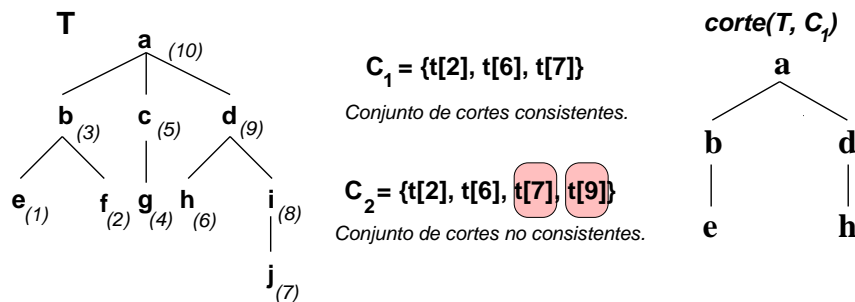 T
a (10)
b (3) c (5) d (9)
e (1) f (2) g (4) h (6) i (8)
j (7)
C1 = {t[2], t[6], t[7]}
Conjunto de cortes consistentes.
C2 = {t[2], t[6], t[7], t[9]}
Conjunto de cortes no consistentes.
corte(T, C1)
a
b d
e h